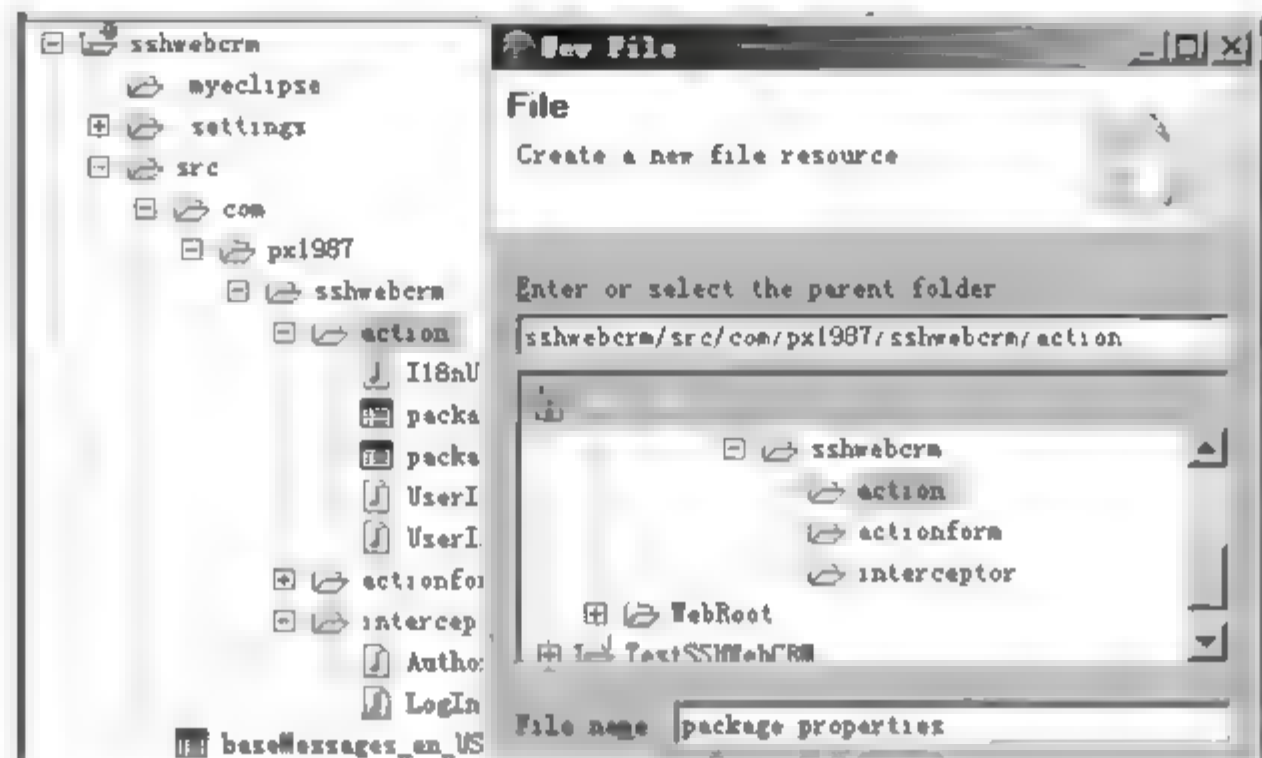 sshwebcrm
myeclipse
settings
src
com
px1987
sshwebcrm
action
I18nU
packa
packa
UserI
UserL
actionfor
intercep
Autho
LogIn
baseMessages_en_US
New File
File
Create a new file resource
Enter or select the parent folder
sshwebcrm/src/com/px1987/sshwebcrm/action
sshwebcrm
action
actionform
interceptor
WebRoot
TestSSHWebCRM
File name
package properties